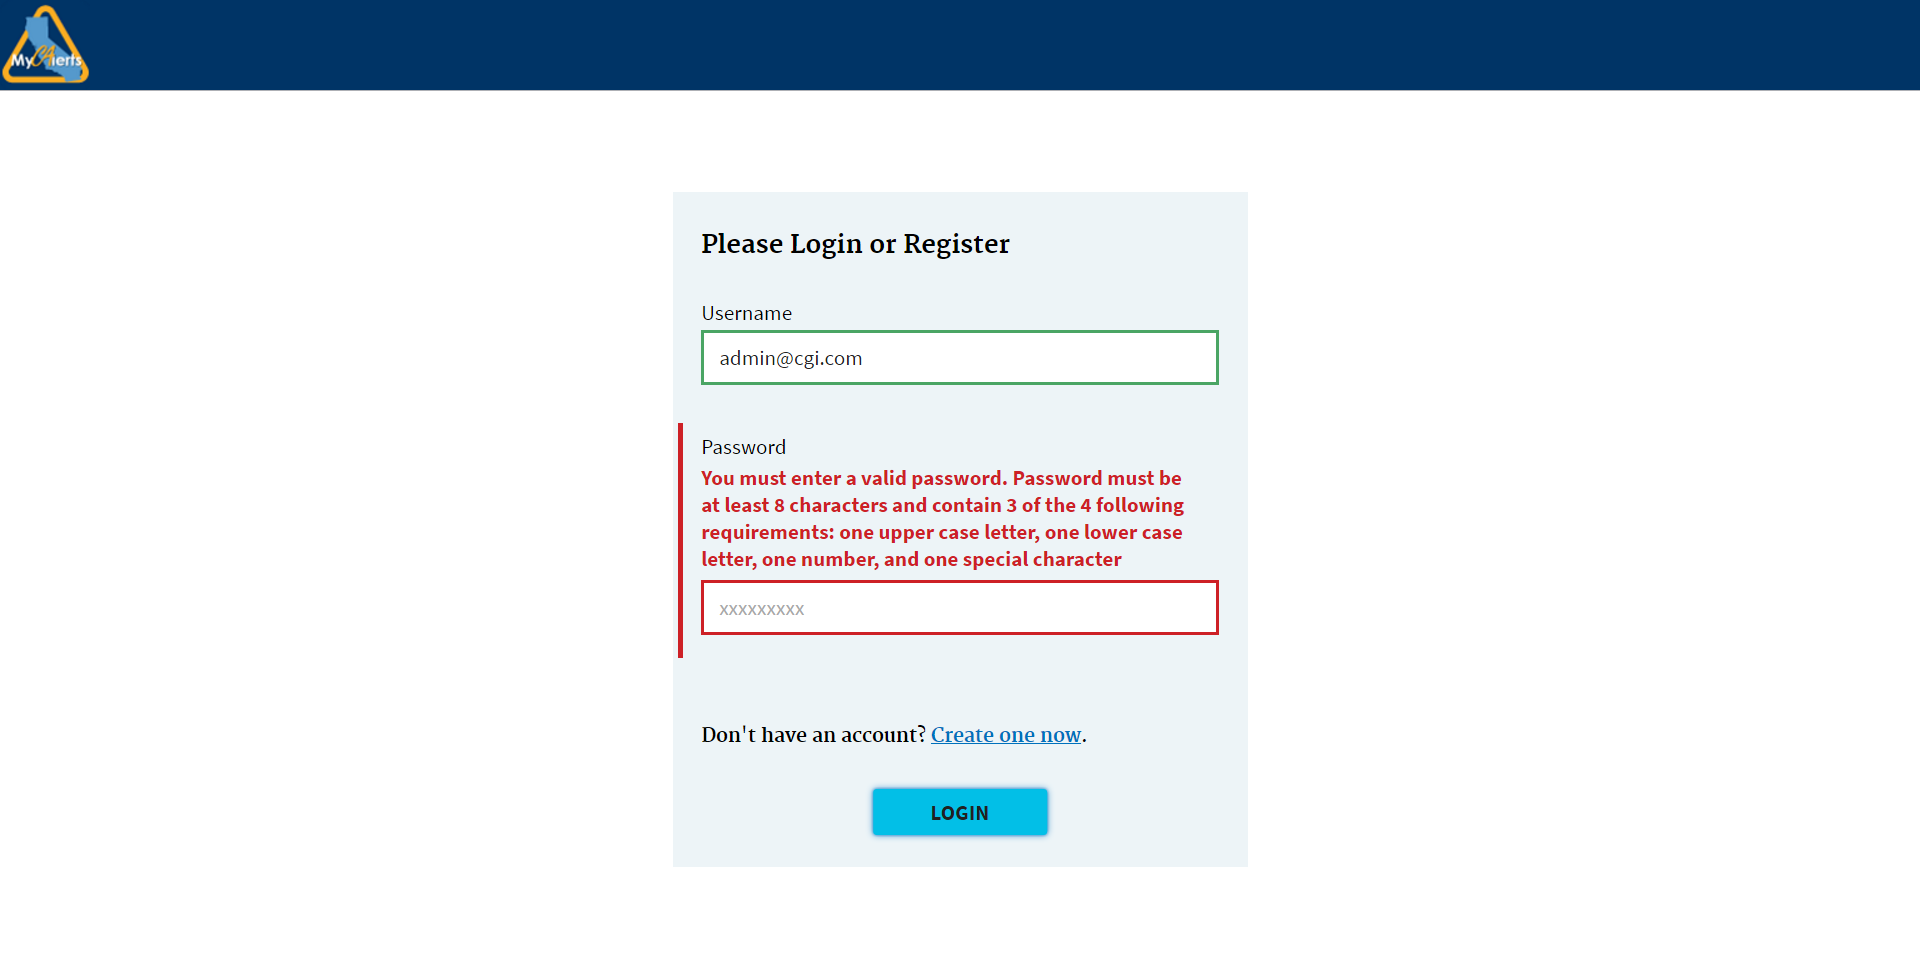 MyCAlerts
Please Login or Register
Username
admin@cgi.com
Password
You must enter a valid password. Password must be
at least 8 characters and contain 3 of the 4 following
requirements: one upper case letter, one lower case
letter, one number, and one special character
xxxxxxxxx
Don't have an account? Create one now.
LOGIN